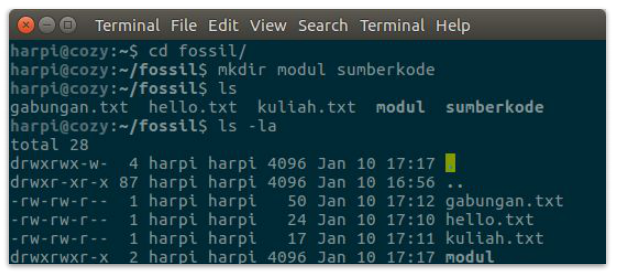 Terminal File Edit View Search Terminal Help
harpi@cozy:~$ cd fossil/
harpi@cozy:~/fossil$ mkdir modul sumberkode
harpi@cozy:~/fossil$ ls
gabungan.txt  hello.txt  kuliah.txt  modul  sumberkode
harpi@cozy:~/fossil$ ls -la
total 28
drwxrwx-w-  4 harpi harpi 4096 Jan 10 17:17 .
drwxr-xr-x 87 harpi harpi 4096 Jan 10 16:56 ..
-rw-rw-r--  1 harpi harpi   50 Jan 10 17:12 gabungan.txt
-rw-rw-r--  1 harpi harpi   24 Jan 10 17:10 hello.txt
-rw-rw-r--  1 harpi harpi   17 Jan 10 17:11 kuliah.txt
drwxrwxr-x  2 harpi harpi 4096 Jan 10 17:17 modul